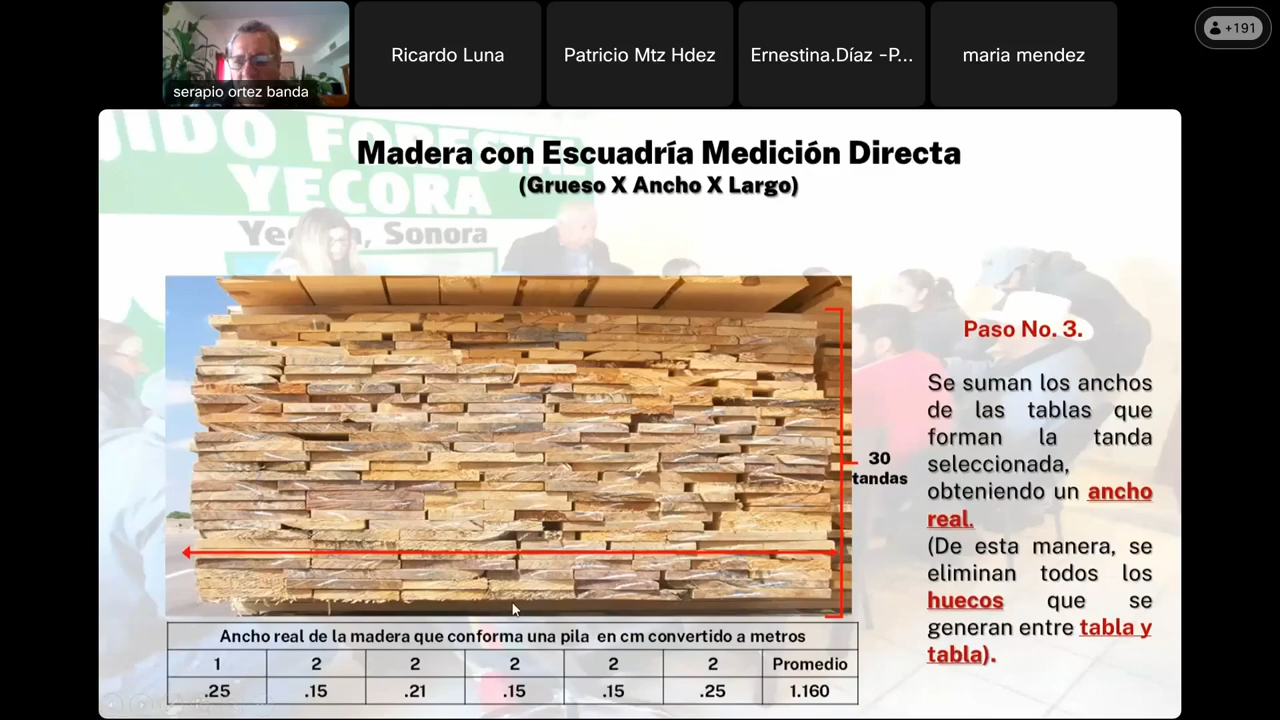 Ricardo Luna
Patricio Mtz Hdez
Ernestina.Díaz -P...
maria mendez
+191
serapio ortez banda
JIDO FORESTAL
YECORA
Sonora
Madera con Escuadría Medición Directa
(Grueso X Ancho X Largo)
Paso No. 3.
Se suman los anchos
de las tablas que
forman la tanda
seleccionada,
obteniendo un ancho
real.
(De esta manera, se
eliminan todos los
huecos que se
generan entre tabla y
tabla).
30
tandas
Ancho real de la madera que conforma una pila en cm convertido a metros
1 2 2 2 2 2 Promedio
.25 .15 .21 .15 .15 .25 1.160